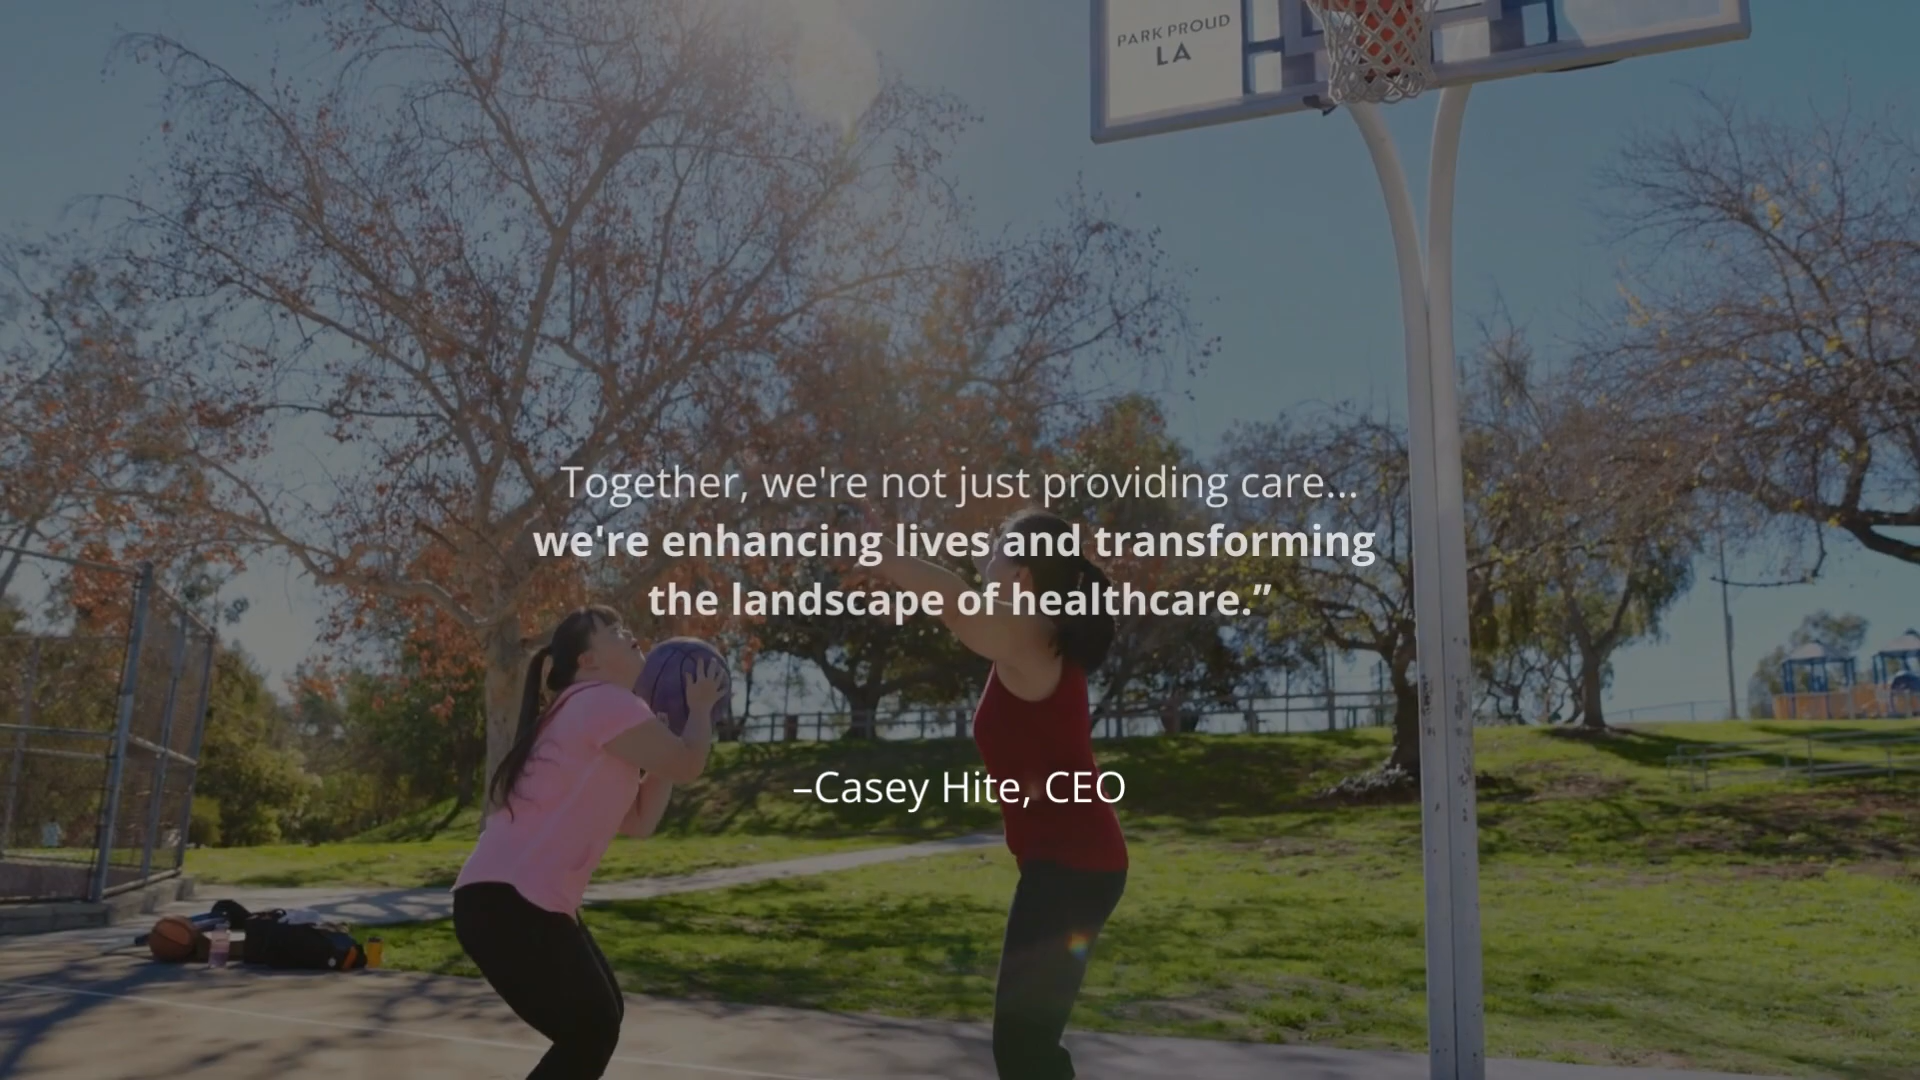 PARK PROUD
LA
Together, we're not just providing care...
we're enhancing lives and transforming
the landscape of healthcare.”
–Casey Hite, CEO